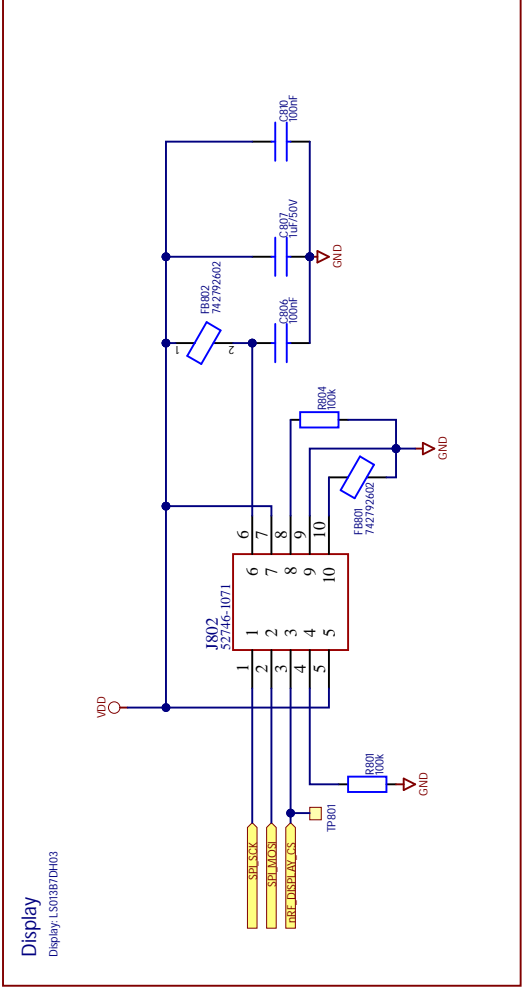 Display
Display: LS013B7DH03
VDD
SPI_SCK
SPI_MOSI
nRF_DISPLAY_CS
TP801
R801
100k
GND
J802
52746-1071
1
2
3
4
5
1
2
3
4
5
6
7
8
9
10
6
7
8
9
10
FB801
742792602
R804
100k
GND
FB802
742792602
1
2
C806
100nF
C807
1uF/50V
C810
100nF
GND